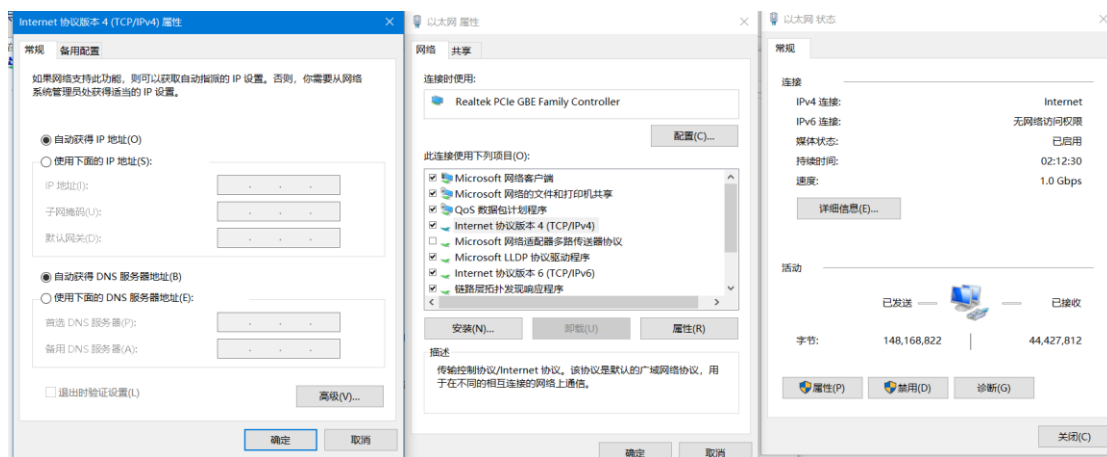 Internet 协议版本 4 (TCP/IPv4) 属性
常规 备用配置
如果网络支持此功能，则可以获取自动指派的 IP 设置。否则，你需要从网络
系统管理员处获得适当的 IP 设置。
自动获得 IP 地址(O)
使用下面的 IP 地址(S):
IP 地址(I):
子网掩码(U):
默认网关(D):
自动获得 DNS 服务器地址(B)
使用下面的 DNS 服务器地址(E):
首选 DNS 服务器(P):
备用 DNS 服务器(A):
退出时验证设置(L)
高级(V)...
确定 取消
以太网 属性
网络 共享
连接时使用:
Realtek PCIe GBE Family Controller
配置(C)...
此连接使用下列项目(O):
Microsoft 网络客户端
Microsoft 网络的文件和打印机共享
QoS 数据包计划程序
Internet 协议版本 4 (TCP/IPv4)
Microsoft 网络适配器多路传送器协议
Microsoft LLDP 协议驱动程序
Internet 协议版本 6 (TCP/IPv6)
链路层拓扑发现响应程序
安装(N)... 卸载(U) 属性(R)
描述
传输控制协议/Internet 协议。该协议是默认的广域网络协议，用
于在不同的相互连接的网络上通信。
确定 取消
以太网 状态
常规
连接
IPv4 连接: Internet
IPv6 连接: 无网络访问权限
媒体状态: 已启用
持续时间: 02:12:30
速度: 1.0 Gbps
详细信息(E)...
活动
已发送 已接收
字节: 148,168,822 44,427,812
属性(P) 禁用(D) 诊断(G)
关闭(C)